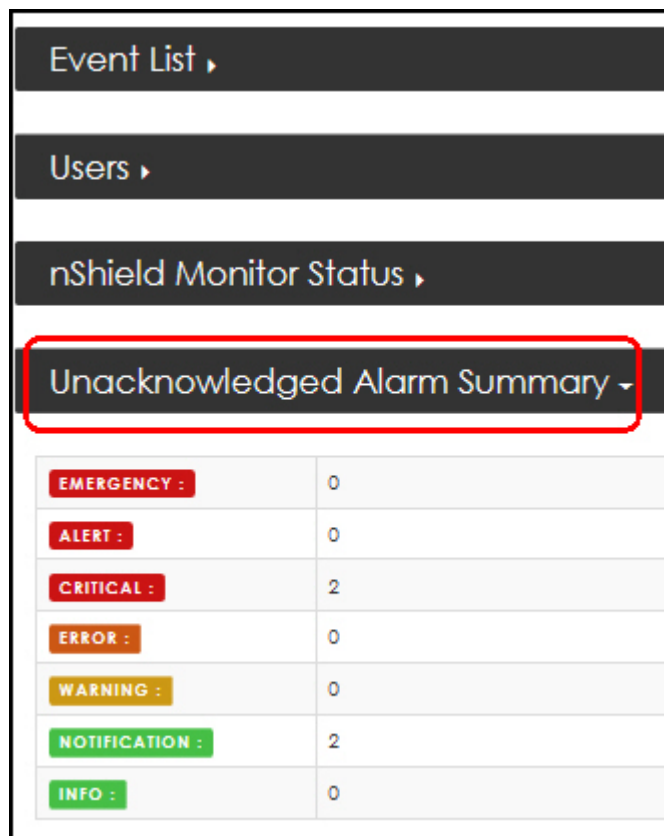 Event List
Users
nShield Monitor Status
Unacknowledged Alarm Summary
EMERGENCY : 0
ALERT : 0
CRITICAL : 2
ERROR : 0
WARNING : 0
NOTIFICATION : 2
INFO : 0